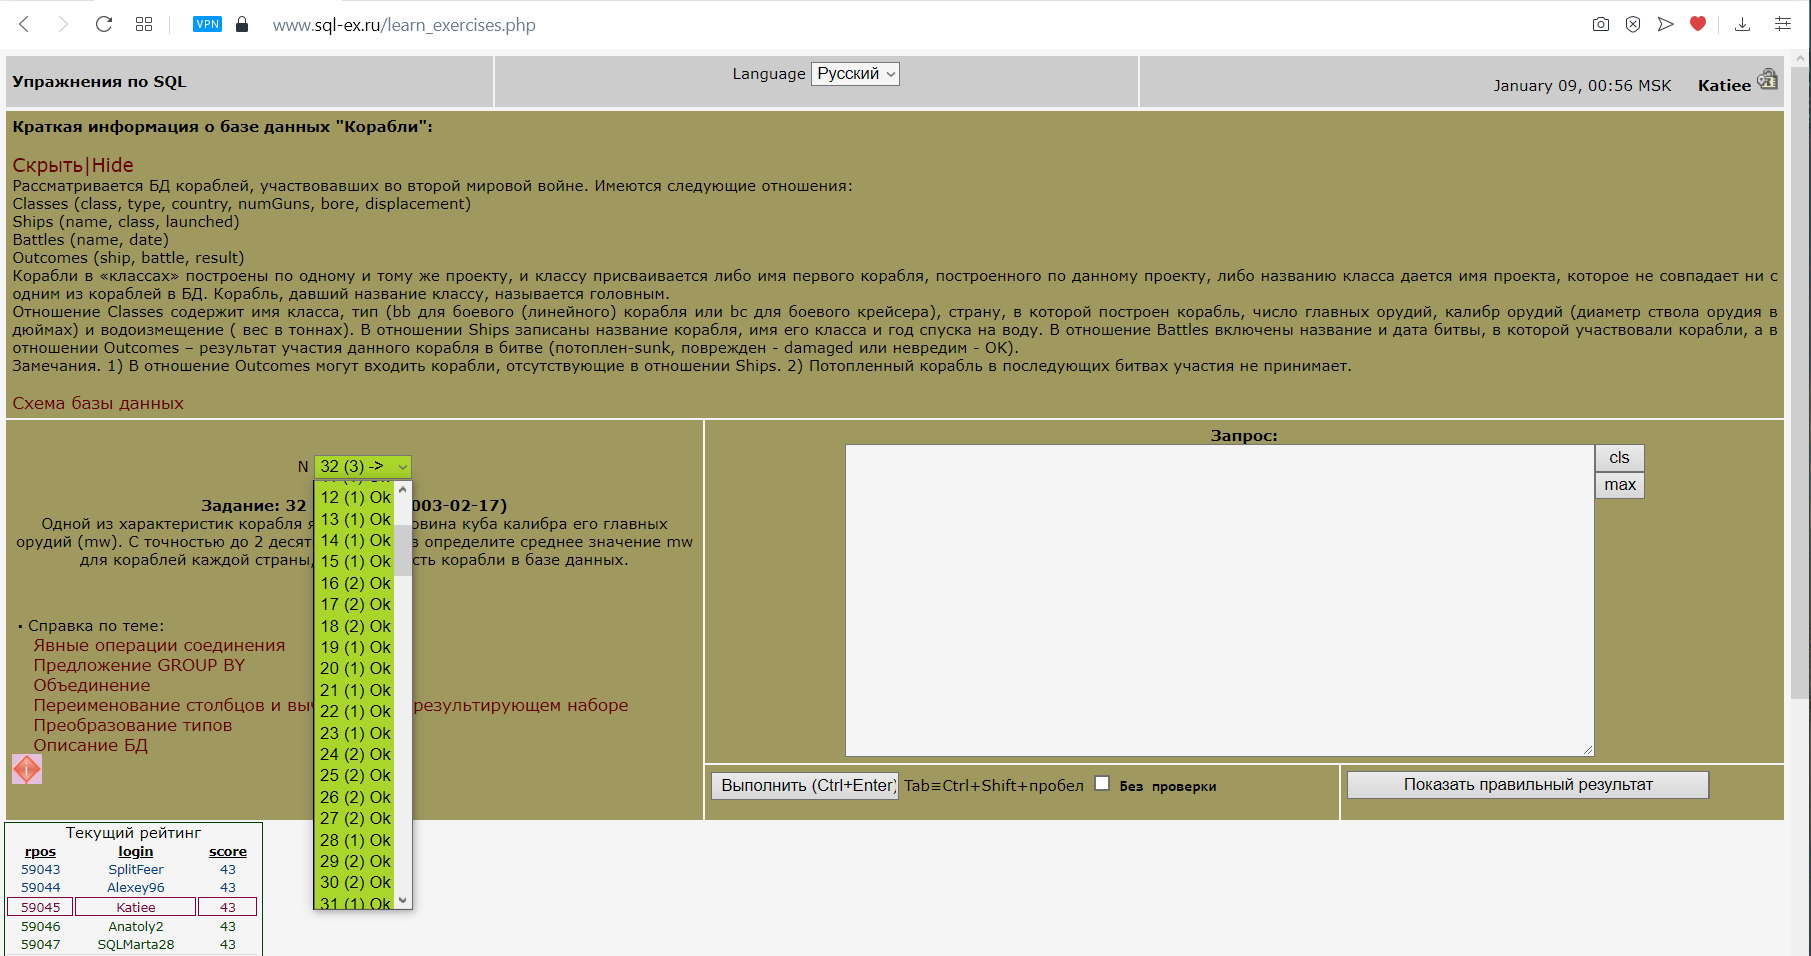 VPN
www.sql-ex.ru/learn_exercises.php
Упражнения по SQL
Language Русский
January 09, 00:56 MSK Katiee
Краткая информация о базе данных "Корабли":
Скрыть|Hide
Рассматривается БД кораблей, участвовавших во второй мировой войне. Имеются следующие отношения:
Classes (class, type, country, numGuns, bore, displacement)
Ships (name, class, launched)
Battles (name, date)
Outcomes (ship, battle, result)
Корабли в «классах» построены по одному и тому же проекту, и классу присваивается либо имя первого корабля, построенного по данному проекту, либо названию класса дается имя проекта, которое не совпадает ни с
одним из кораблей в БД. Корабль, давший название классу, называется головным.
Отношение Classes содержит имя класса, тип (bb для боевого (линейного) корабля или bc для боевого крейсера), страну, в которой построен корабль, число главных орудий, калибр орудий (диаметр ствола орудия в
дюймах) и водоизмещение ( вес в тоннах). В отношении Ships записаны название корабля, имя его класса и год спуска на воду. В отношение Battles включены название и дата битвы, в которой участвовали корабли, а в
отношении Outcomes – результат участия данного корабля в битве (потоплен-sunk, поврежден - damaged или невредим - OK).
Замечания. 1) В отношение Outcomes могут входить корабли, отсутствующие в отношении Ships. 2) Потопленный корабль в последующих битвах участия не принимает.
Схема базы данных
N 32 (3) ->
12 (1) Ok
13 (1) Ok
14 (1) Ok
15 (1) Ok
16 (2) Ok
17 (2) Ok
18 (2) Ok
19 (1) Ok
20 (1) Ok
21 (1) Ok
22 (1) Ok
23 (1) Ok
24 (2) Ok
25 (2) Ok
26 (2) Ok
27 (2) Ok
28 (1) Ok
29 (2) Ok
30 (2) Ok
31 (1) Ok
Задание: 32 003-02-17)
Одной из характеристик корабля овина куба калибра его главных
орудий (mw). С точностью до 2 десят в определите среднее значение mw
для кораблей каждой страны, сть корабли в базе данных.
· Справка по теме:
Явные операции соединения
Предложение GROUP BY
Объединение
Переименование столбцов и результирующем наборе
Преобразование типов
Описание БД
Запрос:
cls
max
Выполнить (Ctrl+Enter) Tab≡Ctrl+Shift+пробел Без проверки
Показать правильный результат
Текущий рейтинг
rpos login score
59043 SplitFeer 43
59044 Alexey96 43
59045 Katiee 43
59046 Anatoly2 43
59047 SQLMarta28 43